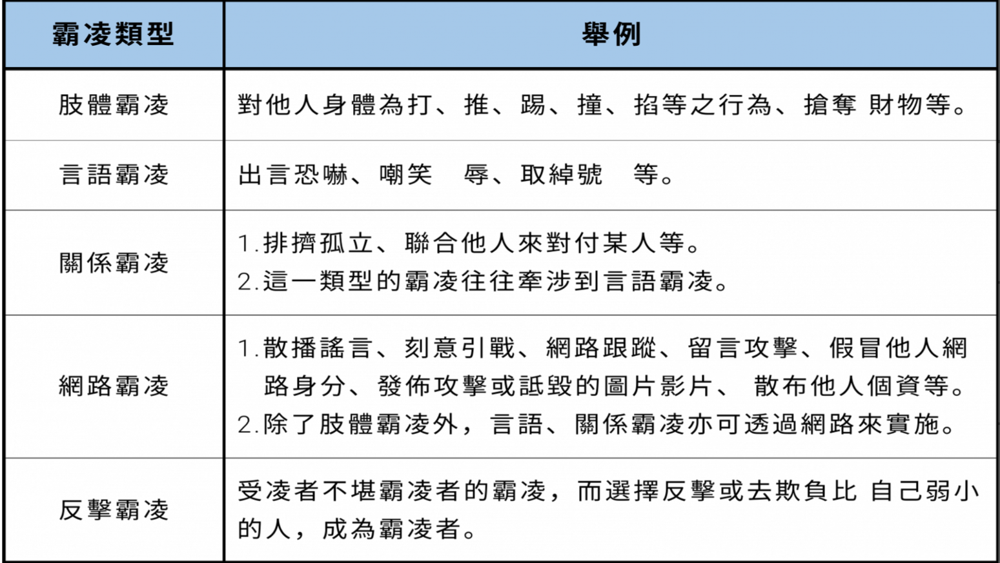 霸凌類型 舉例
肢體霸凌 對他人身體為打、推、踢、撞、掐等之行為、搶奪 財物等。
言語霸凌 出言恐嚇、嘲笑 辱、取綽號 等。
關係霸凌
1.排擠孤立、聯合他人來對付某人等。
2.這一類型的霸凌往往牽涉到言語霸凌。
網路霸凌
1.散播謠言、刻意引戰、網路跟蹤、留言攻擊、假冒他人網
路身分、發佈攻擊或詆毀的圖片影片、 散布他人個資等。
2.除了肢體霸凌外，言語、關係霸凌亦可透過網路來實施。
反擊霸凌
受凌者不堪霸凌者的霸凌，而選擇反擊或去欺負比 自己弱小
的人，成為霸凌者。